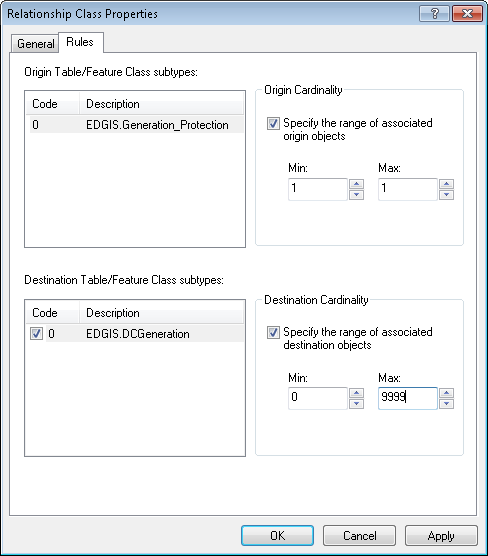 Relationship Class Properties
General Rules
Origin Table/Feature Class subtypes:
Code Description
0 EDGIS.Generation_Protection
Origin Cardinality
Specify the range of associated
origin objects
Min: Max:
1 1
Destination Table/Feature Class subtypes:
Code Description
0 EDGIS.DCGeneration
Destination Cardinality
Specify the range of associated
destination objects
Min: Max:
0 9999
OK Cancel Apply